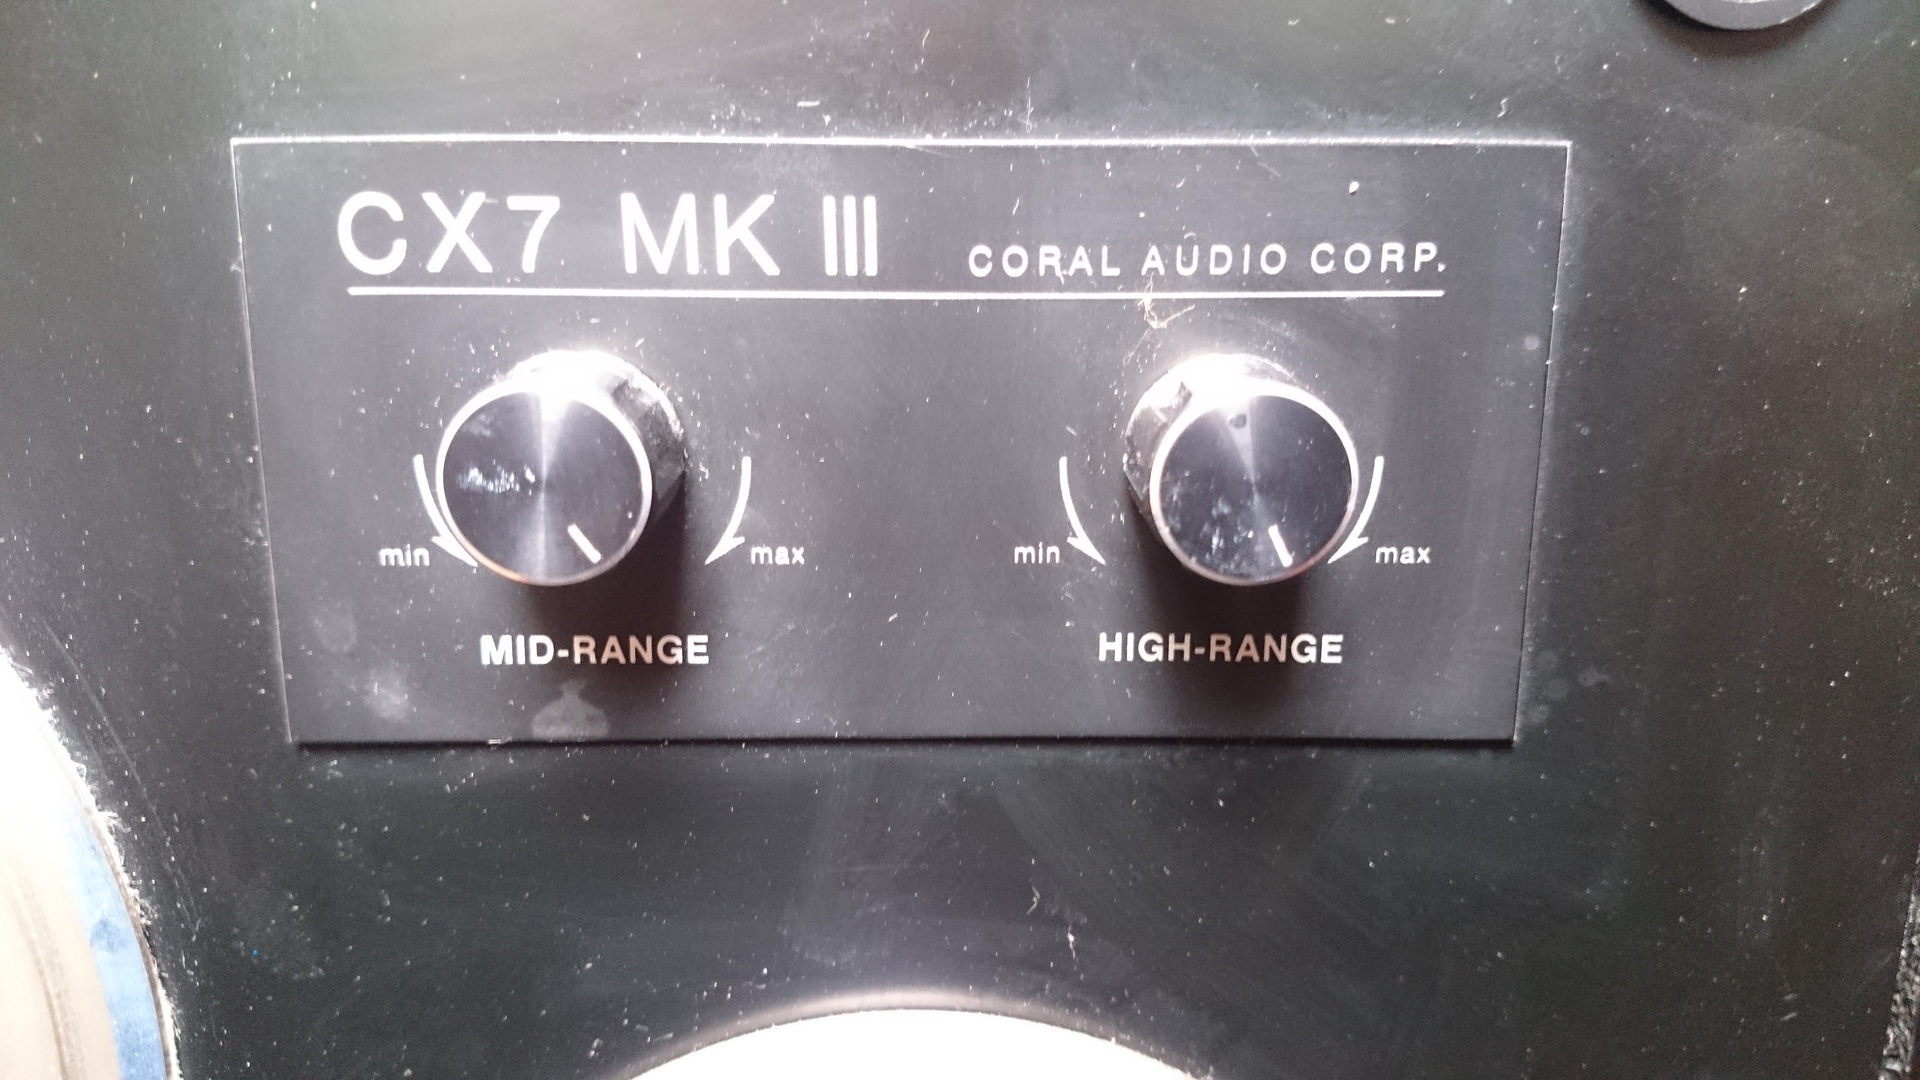 CX7 MK III CORAL AUDIO CORP.
min max min max
MID-RANGE HIGH-RANGE